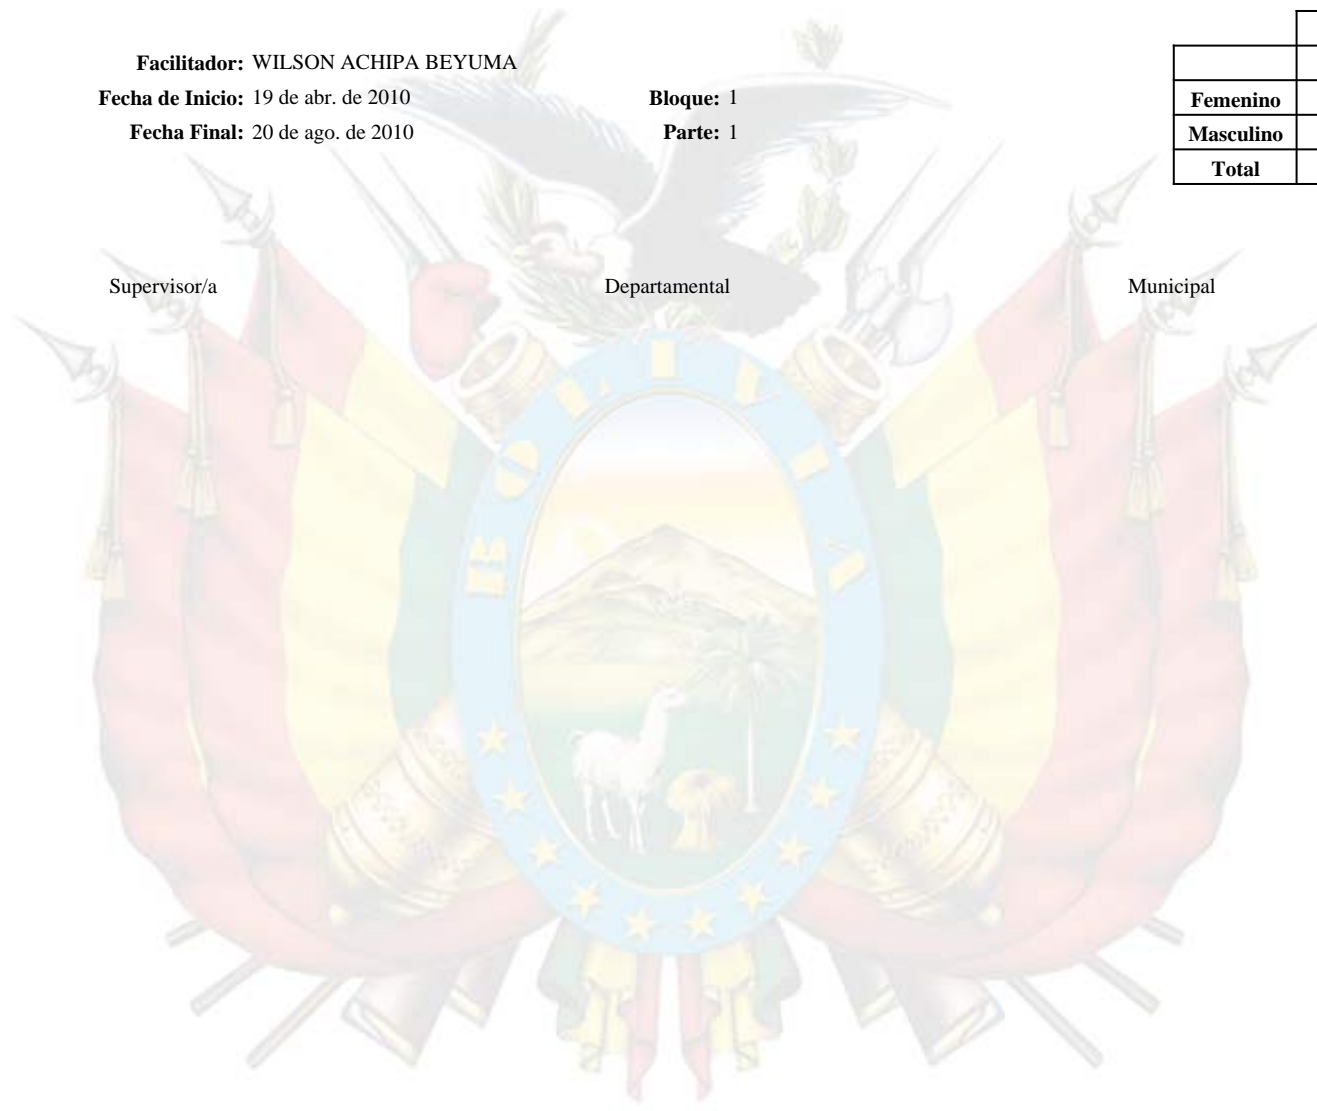 Facilitador: WILSON ACHIPA BEYUMA
Fecha de Inicio: 19 de abr. de 2010 Bloque: 1
Femenino
Fecha Final: 20 de ago. de 2010 Parte: 1
Masculino
Total
Supervisor/a Departamental Municipal
BOLIVIA